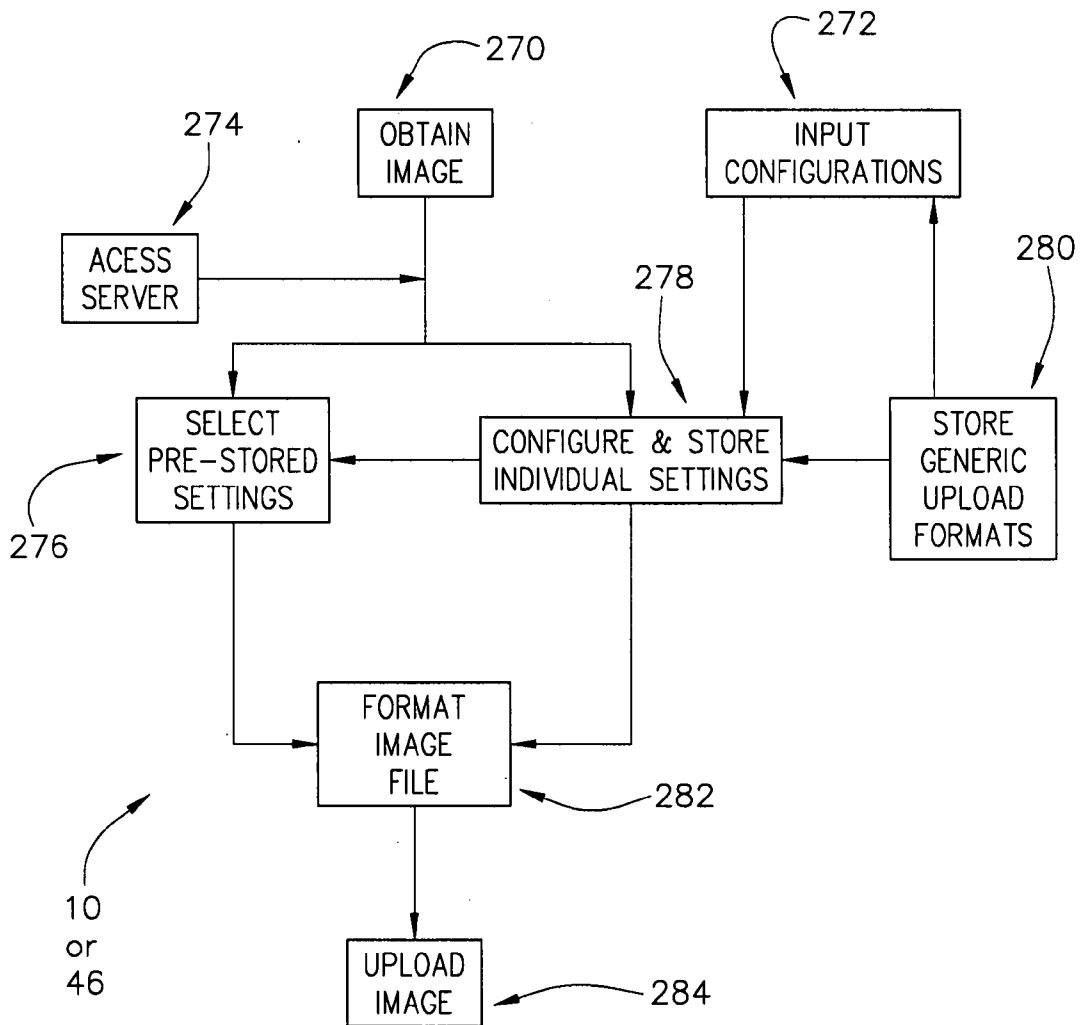 272
270
OBTAIN
IMAGE
INPUT
CONFIGURATIONS
274
ACESS
SERVER
278
280
SELECT
PRE-STORED
SETTINGS
CONFIGURE & STORE
INDIVIDUAL SETTINGS
STORE
GENERIC
UPLOAD
FORMATS
276
FORMAT
IMAGE
FILE
282
10
or
46
UPLOAD
IMAGE
284